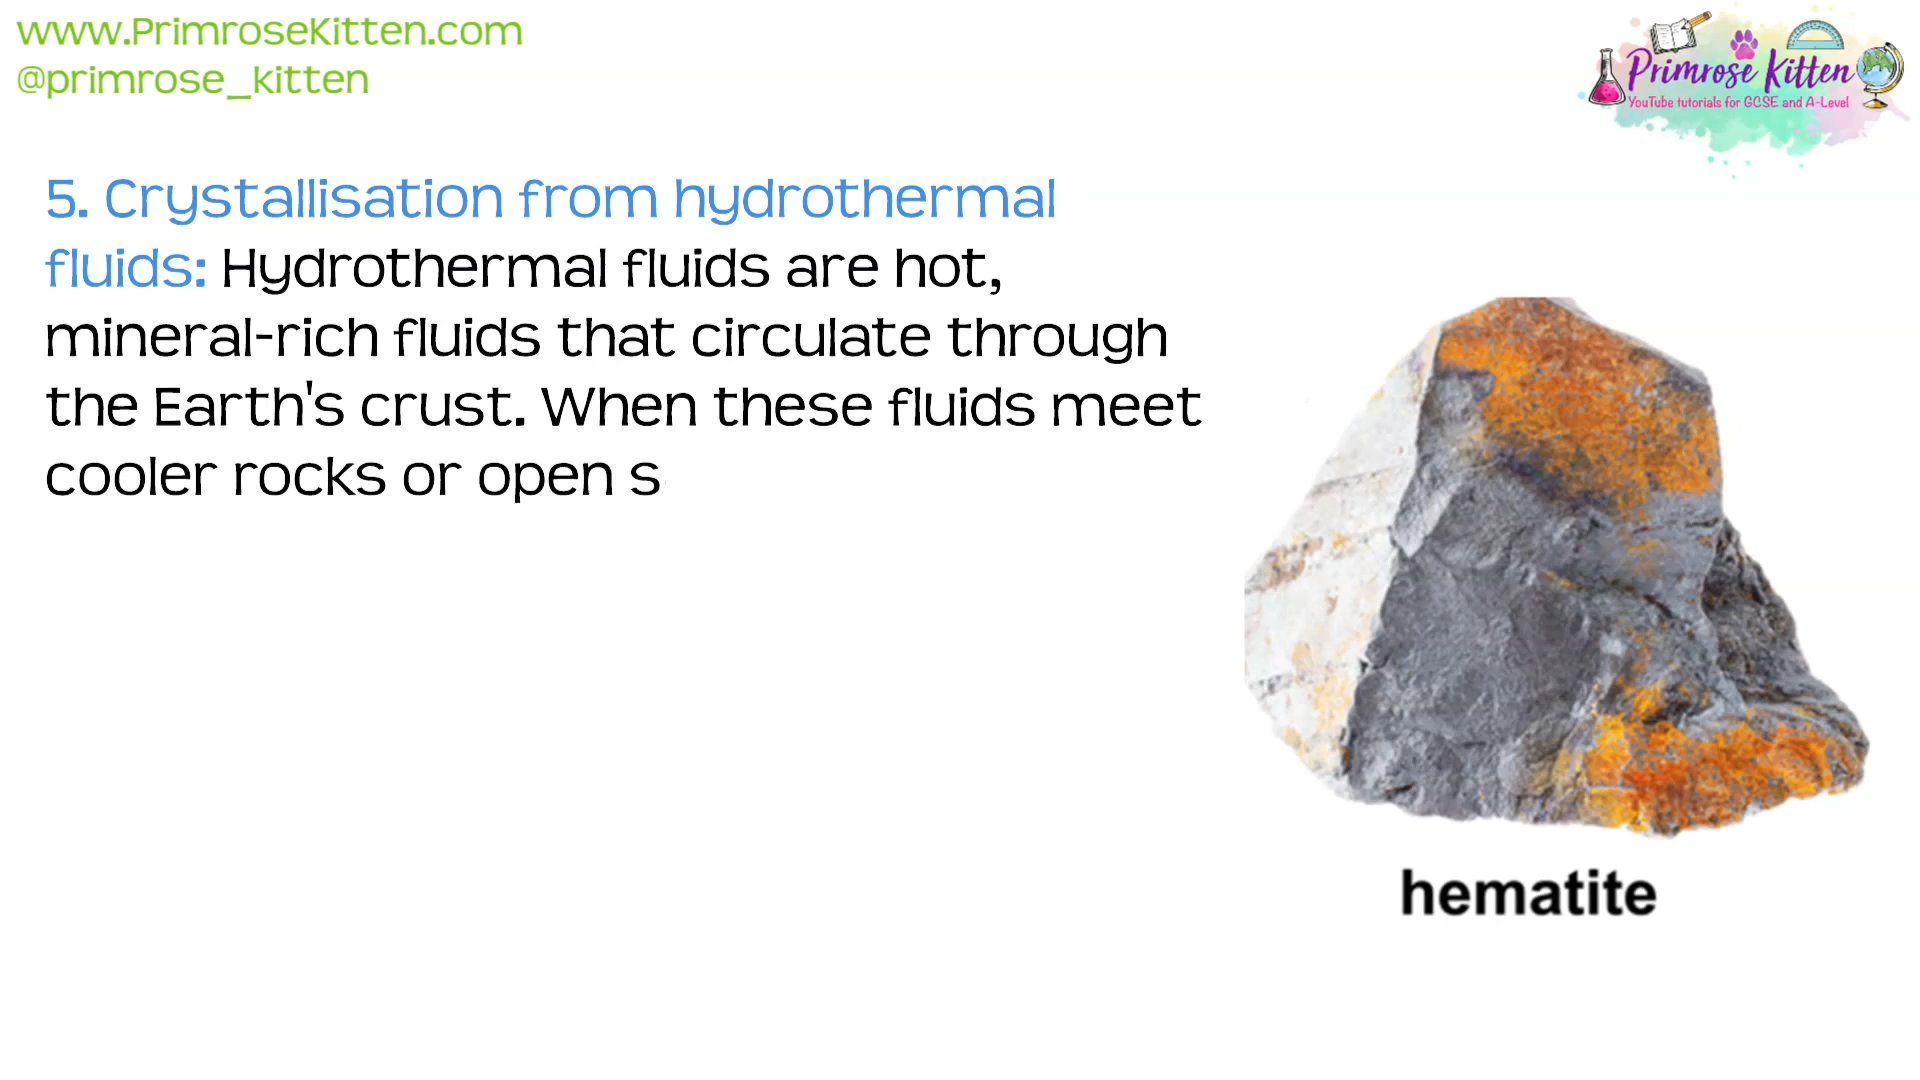 www.PrimroseKitten.com
@primrose_kitten
Primrose Kitten
YouTube tutorials for GCSE and A-Level
5. Crystallisation from hydrothermal
fluids: Hydrothermal fluids are hot,
mineral-rich fluids that circulate through
the Earth's crust. When these fluids meet
cooler rocks or open s
hematite